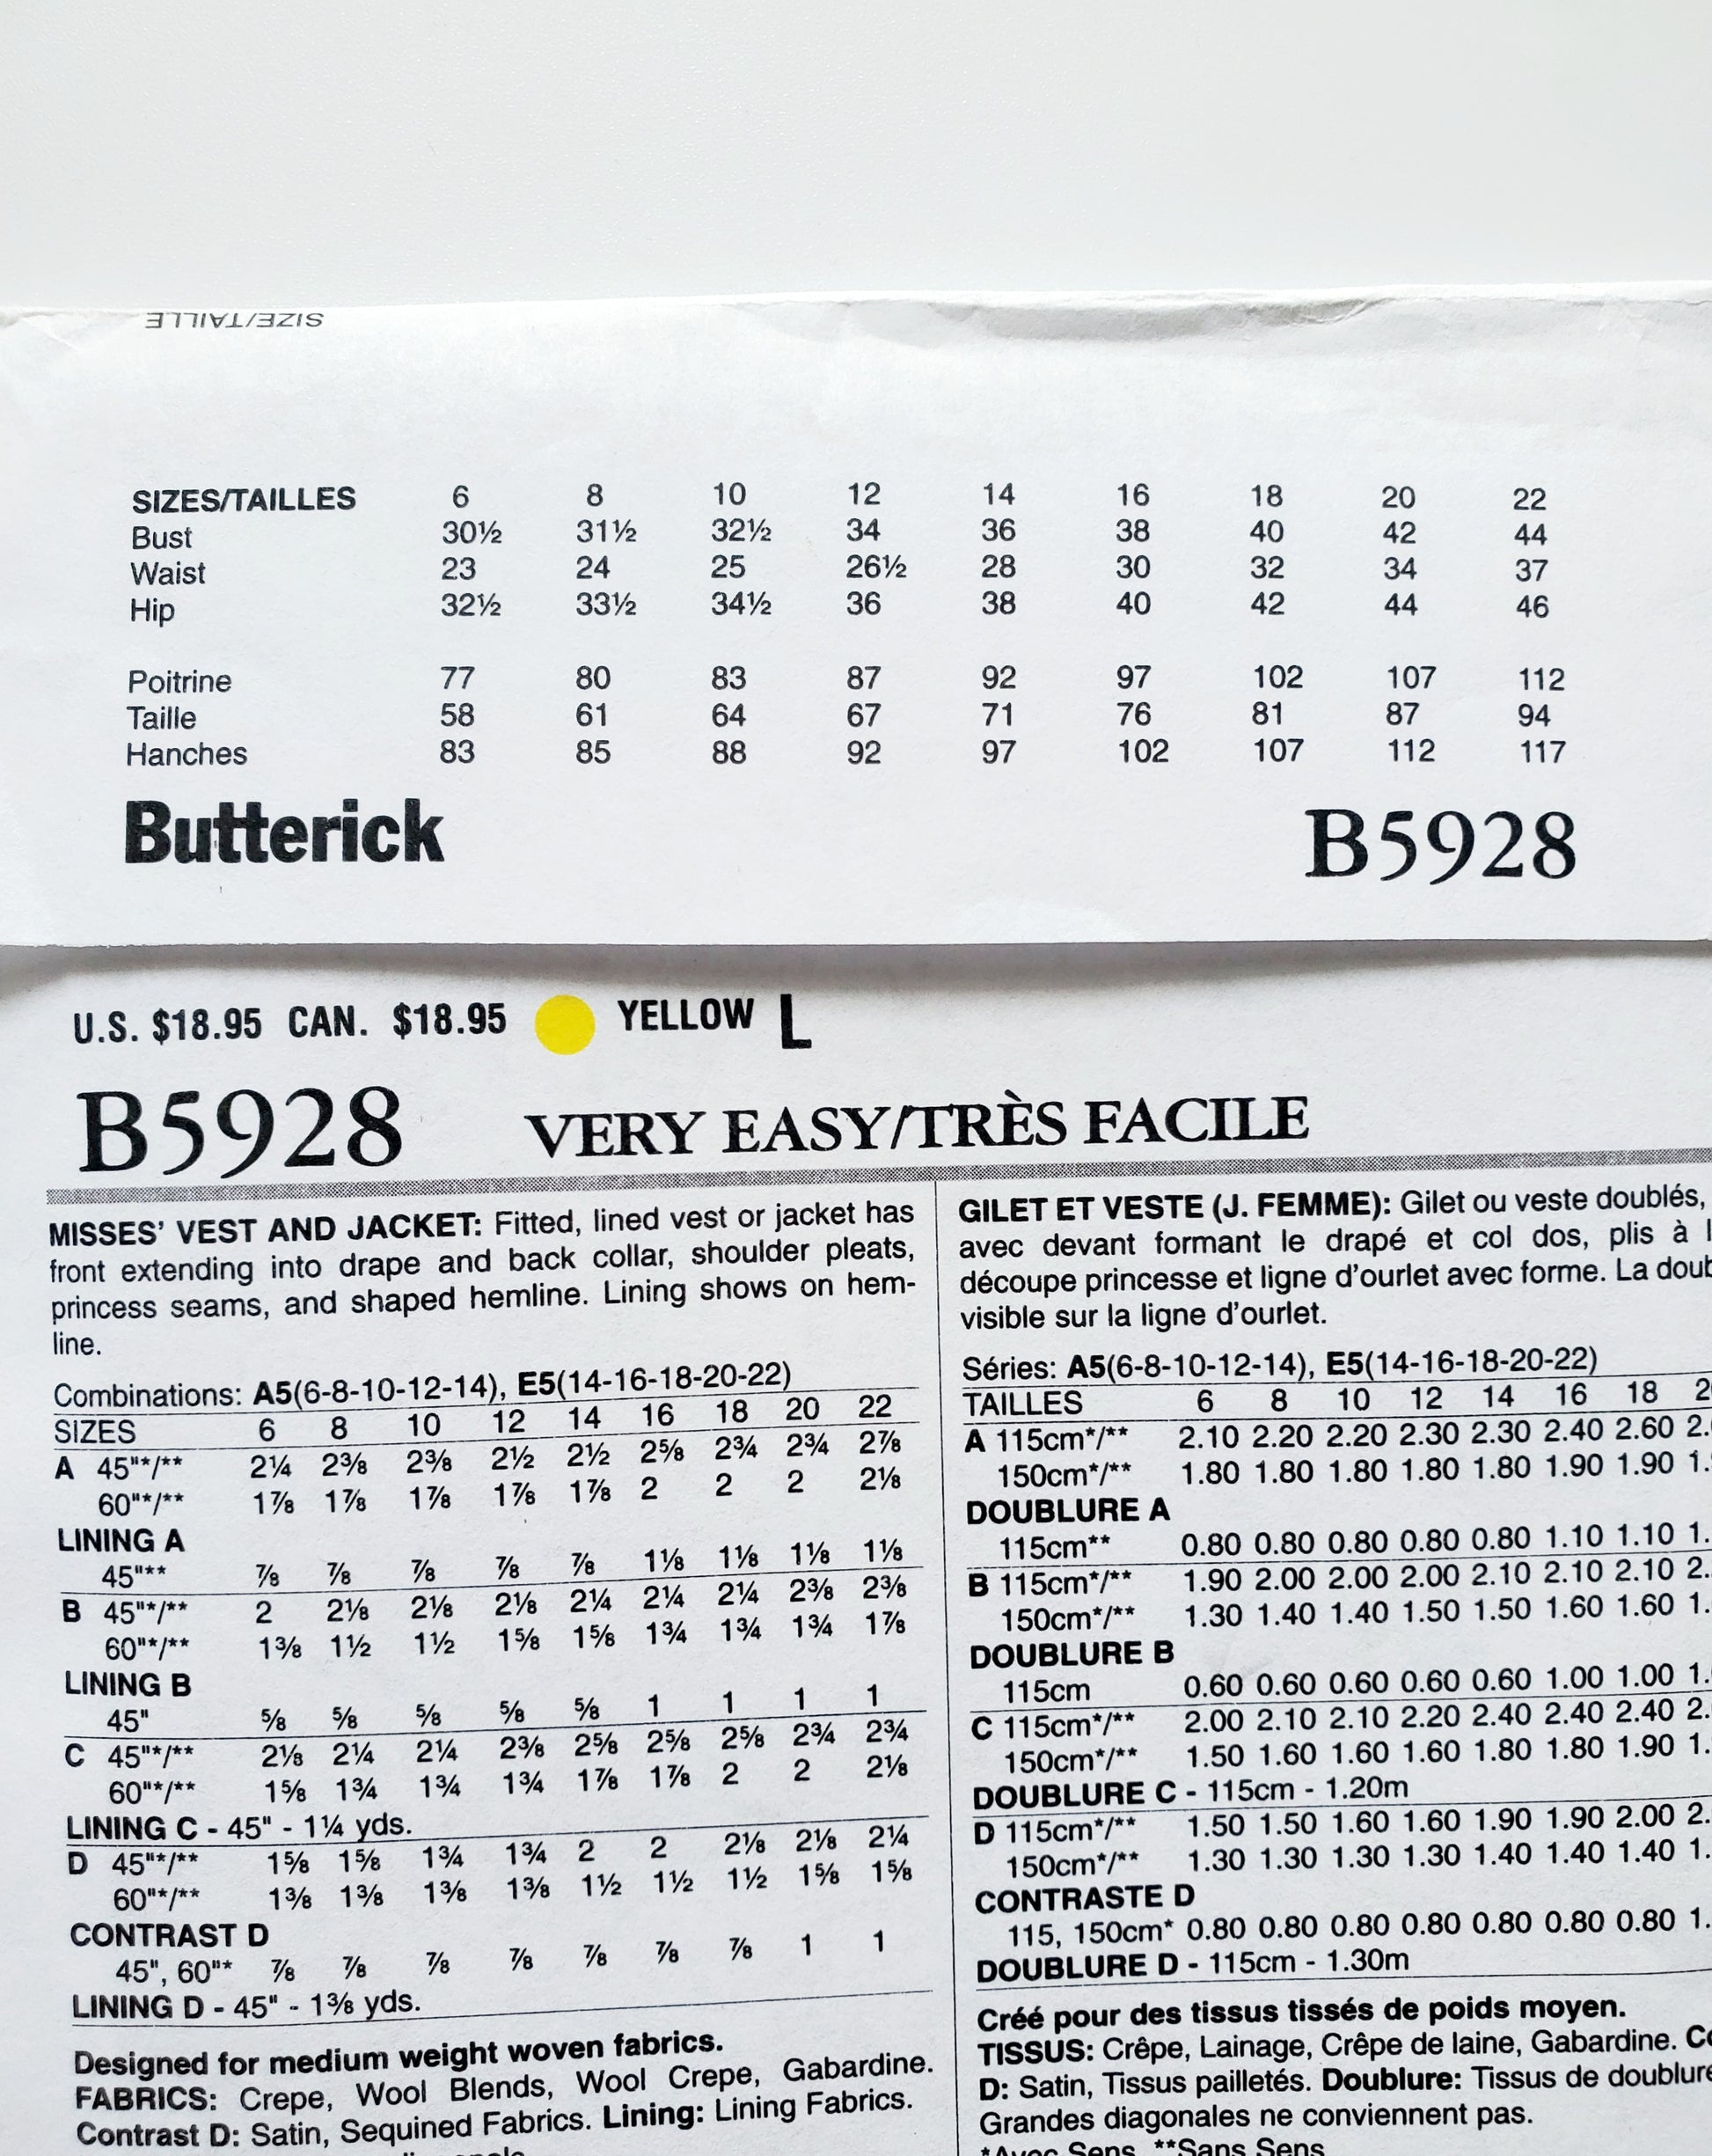 SIZE/TAILLE
SIZES/TAILLES 6 8 10 12 14 16 18 20 22
Bust 30½ 31½ 32½ 34 36 38 40 42 44
Waist 23 24 25 26½ 28 30 32 34 37
Hip 32½ 33½ 34½ 36 38 40 42 44 46
Poitrine 77 80 83 87 92 97 102 107 112
Taille 58 61 64 67 71 76 81 87 94
Hanches 83 85 88 92 97 102 107 112 117
Butterick B5928
U.S. $18.95 CAN. $18.95 YELLOW L
B5928 VERY EASY/TRÈS FACILE
MISSES' VEST AND JACKET: Fitted, lined vest or jacket has
front extending into drape and back collar, shoulder pleats,
princess seams, and shaped hemline. Lining shows on hem-
line.
Combinations: A5(6-8-10-12-14), E5(14-16-18-20-22)
SIZES 6 8 10 12 14 16 18 20 22
A 45"*/** 2¼ 2⅜ 2⅜ 2½ 2½ 2⅝ 2¾ 2¾ 2⅞
60"*/** 1⅞ 1⅞ 1⅞ 1⅞ 1⅞ 2 2 2 2⅛
LINING A
45"** ⅞ ⅞ ⅞ ⅞ ⅞ 1⅛ 1⅛ 1⅛ 1⅛
B 45"*/** 2 2⅛ 2⅛ 2⅛ 2¼ 2¼ 2¼ 2⅜ 2⅜
60"*/** 1⅜ 1½ 1½ 1⅝ 1⅝ 1¾ 1¾ 1¾ 1⅞
LINING B
45" ⅝ ⅝ ⅝ ⅝ ⅝ 1 1 1 1
C 45"*/** 2⅛ 2¼ 2¼ 2⅜ 2⅝ 2⅝ 2⅝ 2¾ 2¾
60"*/** 1⅝ 1¾ 1¾ 1¾ 1⅞ 1⅞ 2 2 2⅛
LINING C - 45" - 1¼ yds.
D 45"*/** 1⅝ 1⅝ 1¾ 1¾ 2 2 2⅛ 2⅛ 2¼
60"*/** 1⅜ 1⅜ 1⅜ 1⅜ 1½ 1½ 1½ 1⅝ 1⅝
CONTRAST D
45", 60"* ⅞ ⅞ ⅞ ⅞ ⅞ ⅞ ⅞ 1 1
LINING D - 45" - 1⅜ yds.
Designed for medium weight woven fabrics.
FABRICS: Crepe, Wool Blends, Wool Crepe, Gabardine.
Contrast D: Satin, Sequined Fabrics. Lining: Lining Fabrics.
GILET ET VESTE (J. FEMME): Gilet ou veste doublés,
avec devant formant le drapé et col dos, plis à l
découpe princesse et ligne d'ourlet avec forme. La doub
visible sur la ligne d'ourlet.
Séries: A5(6-8-10-12-14), E5(14-16-18-20-22)
TAILLES 6 8 10 12 14 16 18 2
A 115cm*/** 2.10 2.20 2.20 2.30 2.30 2.40 2.60 2.
150cm*/** 1.80 1.80 1.80 1.80 1.80 1.90 1.90 1.
DOUBLURE A
115cm** 0.80 0.80 0.80 0.80 0.80 1.10 1.10 1.
B 115cm*/** 1.90 2.00 2.00 2.00 2.10 2.10 2.10 2.
150cm*/** 1.30 1.40 1.40 1.50 1.50 1.60 1.60 1.
DOUBLURE B
115cm 0.60 0.60 0.60 0.60 0.60 1.00 1.00 1.
C 115cm*/** 2.00 2.10 2.10 2.20 2.40 2.40 2.40 2.
150cm*/** 1.50 1.60 1.60 1.60 1.80 1.80 1.90 1.
DOUBLURE C - 115cm - 1.20m
D 115cm*/** 1.50 1.50 1.60 1.60 1.90 1.90 2.00 2.
150cm*/** 1.30 1.30 1.30 1.30 1.40 1.40 1.40 1.
CONTRASTE D
115, 150cm* 0.80 0.80 0.80 0.80 0.80 0.80 0.80 1.
DOUBLURE D - 115cm - 1.30m
Créé pour des tissus tissés de poids moyen.
TISSUS: Crêpe, Lainage, Crêpe de laine, Gabardine. Co
D: Satin, Tissus pailletés. Doublure: Tissus de doublure
Grandes diagonales ne conviennent pas.
*Avec Sens **Sans Sens